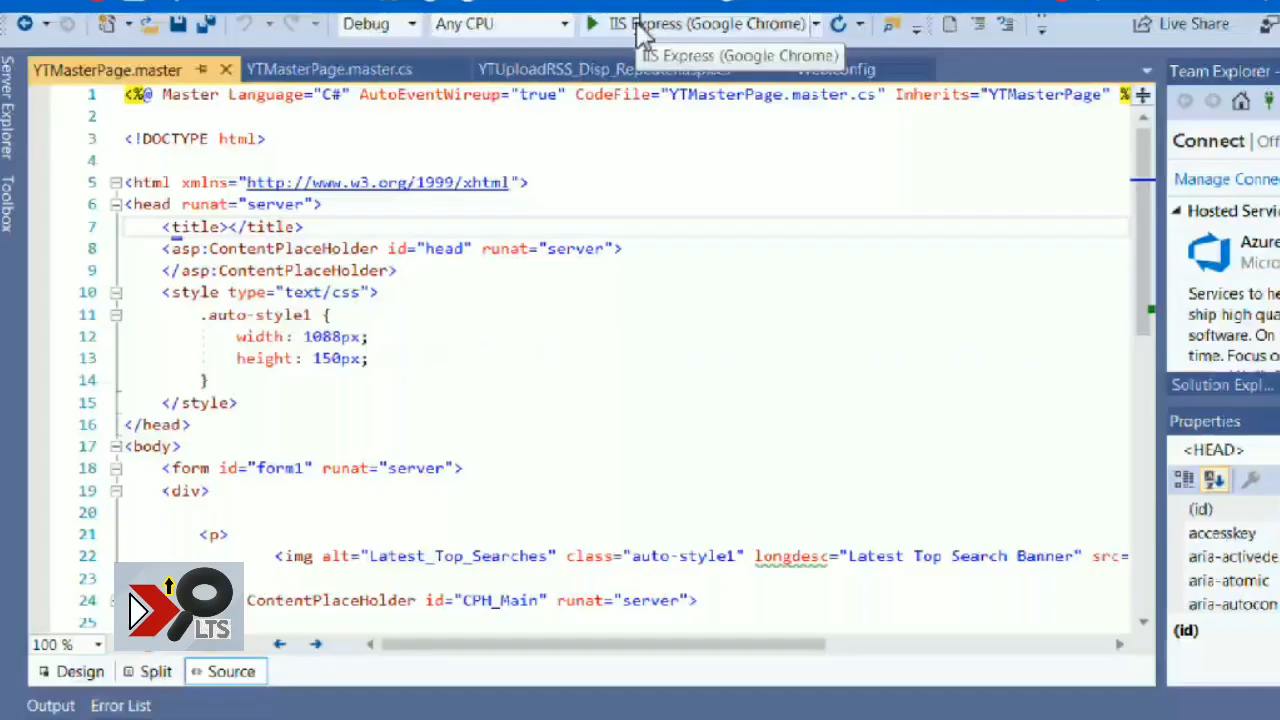 Debug Any CPU IIS Express (Google Chrome) Live Share
IIS Express (Google Chrome)
YTMasterPage.master YTMasterPage.master.cs
Team Explorer
Server Explorer
Toolbox
1 <%@ Master Language="C#" AutoEventWireup="true" CodeFile="YTMasterPage.master.cs" Inherits="YTMasterPage" %
2
3 <!DOCTYPE html>
4
5 <html xmlns="http://www.w3.org/1999/xhtml">
6 <head runat="server">
7 <title></title>
8 <asp:ContentPlaceHolder id="head" runat="server">
9 </asp:ContentPlaceHolder>
10 <style type="text/css">
11 .auto-style1 {
12 width: 1088px;
13 height: 150px;
14 }
15 </style>
16 </head>
17 <body>
18 <form id="form1" runat="server">
19 <div>
20
21 <p>
22 <img alt="Latest_Top_Searches" class="auto-style1" longdesc="Latest Top Search Banner" src=
23
24 ContentPlaceHolder id="CPH_Main" runat="server">
25
LTS
100 %
Design Split Source
Output Error List
Connect | Off
Manage Conne
Hosted Servi
Azure
Micro
Services to he
ship high qua
software. On
time. Focus o
Solution Expl...
Properties
<HEAD>
(id)
accesskey
aria-activede
aria-atomic
aria-autocon
(id)